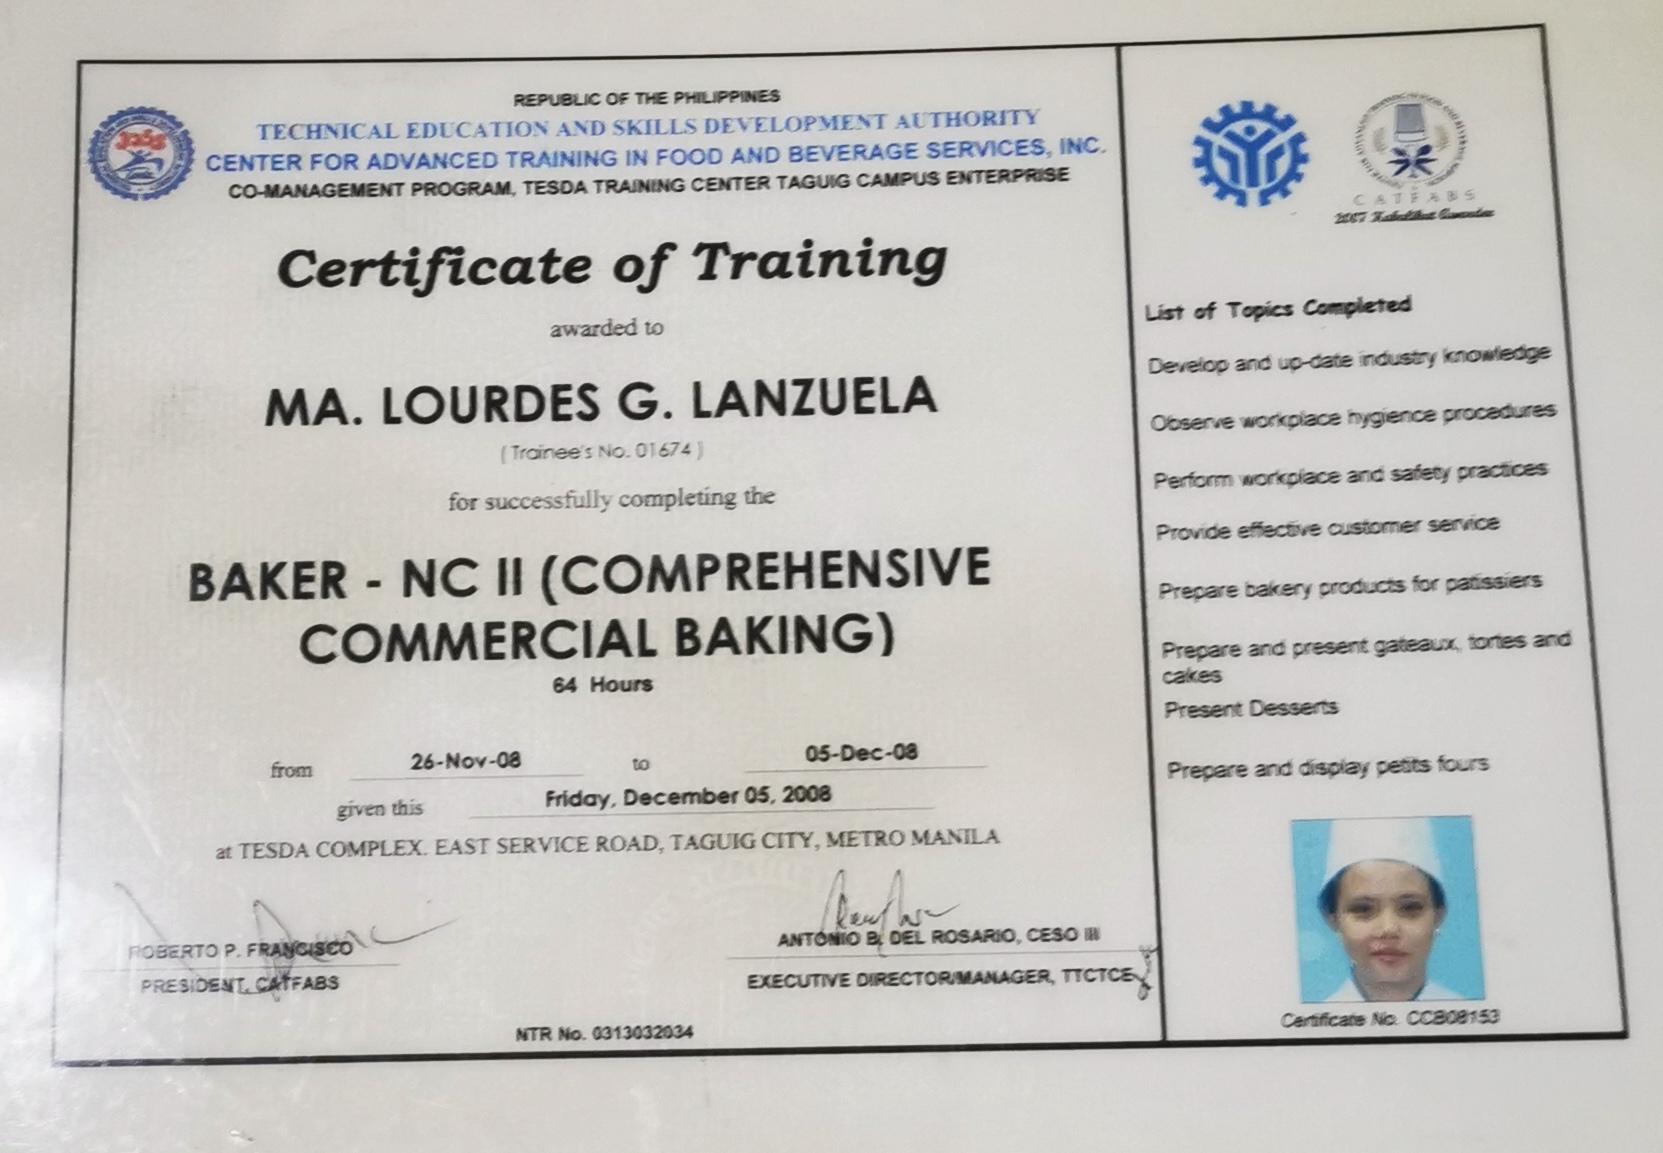 REPUBLIC OF THE PHILIPPINES
TECHNICAL EDUCATION AND SKILLS DEVELOPMENT AUTHORITY
CENTER FOR ADVANCED TRAINING IN FOOD AND BEVERAGE SERVICES, INC.
CO-MANAGEMENT PROGRAM, TESDA TRAINING CENTER TAGUIG CAMPUS ENTERPRISE
Certificate of Training
awarded to
MA. LOURDES G. LANZUELA
( Trainee's No. 01674 )
for successfully completing the
BAKER - NC II (COMPREHENSIVE
COMMERCIAL BAKING)
64 Hours
from 26-Nov-08 to 05-Dec-08
given this Friday, December 05, 2008
at TESDA COMPLEX. EAST SERVICE ROAD, TAGUIG CITY, METRO MANILA
ROBERTO P. FRANCISCO
PRESIDENT, CATFABS
ANTONIO B. DEL ROSARIO, CESO III
EXECUTIVE DIRECTOR/MANAGER, TTCTCE
NTR No. 0313032034
CATFABS
2007
List of Topics Completed
Develop and up-date industry knowledge
Observe workplace hygience procedures
Perform workplace and safety practices
Provide effective customer service
Prepare bakery products for patissiers
Prepare and present gateaux, tortes and
cakes
Present Desserts
Prepare and display petits fours
Certificate No. CCB08153